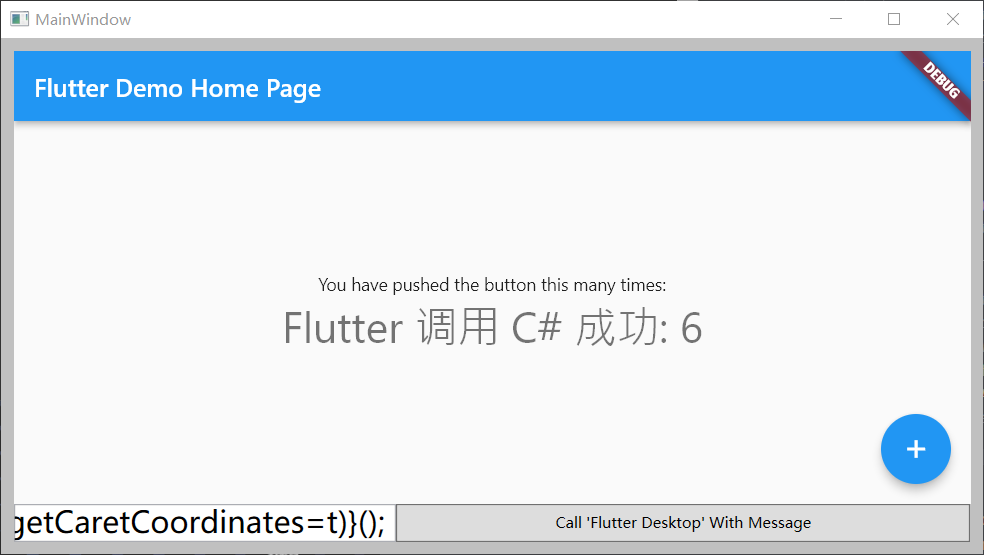 MainWindow
Flutter Demo Home Page
DEBUG
You have pushed the button this many times:
Flutter 调用 C# 成功: 6
getCaretCoordinates=t)}();
Call 'Flutter Desktop' With Message